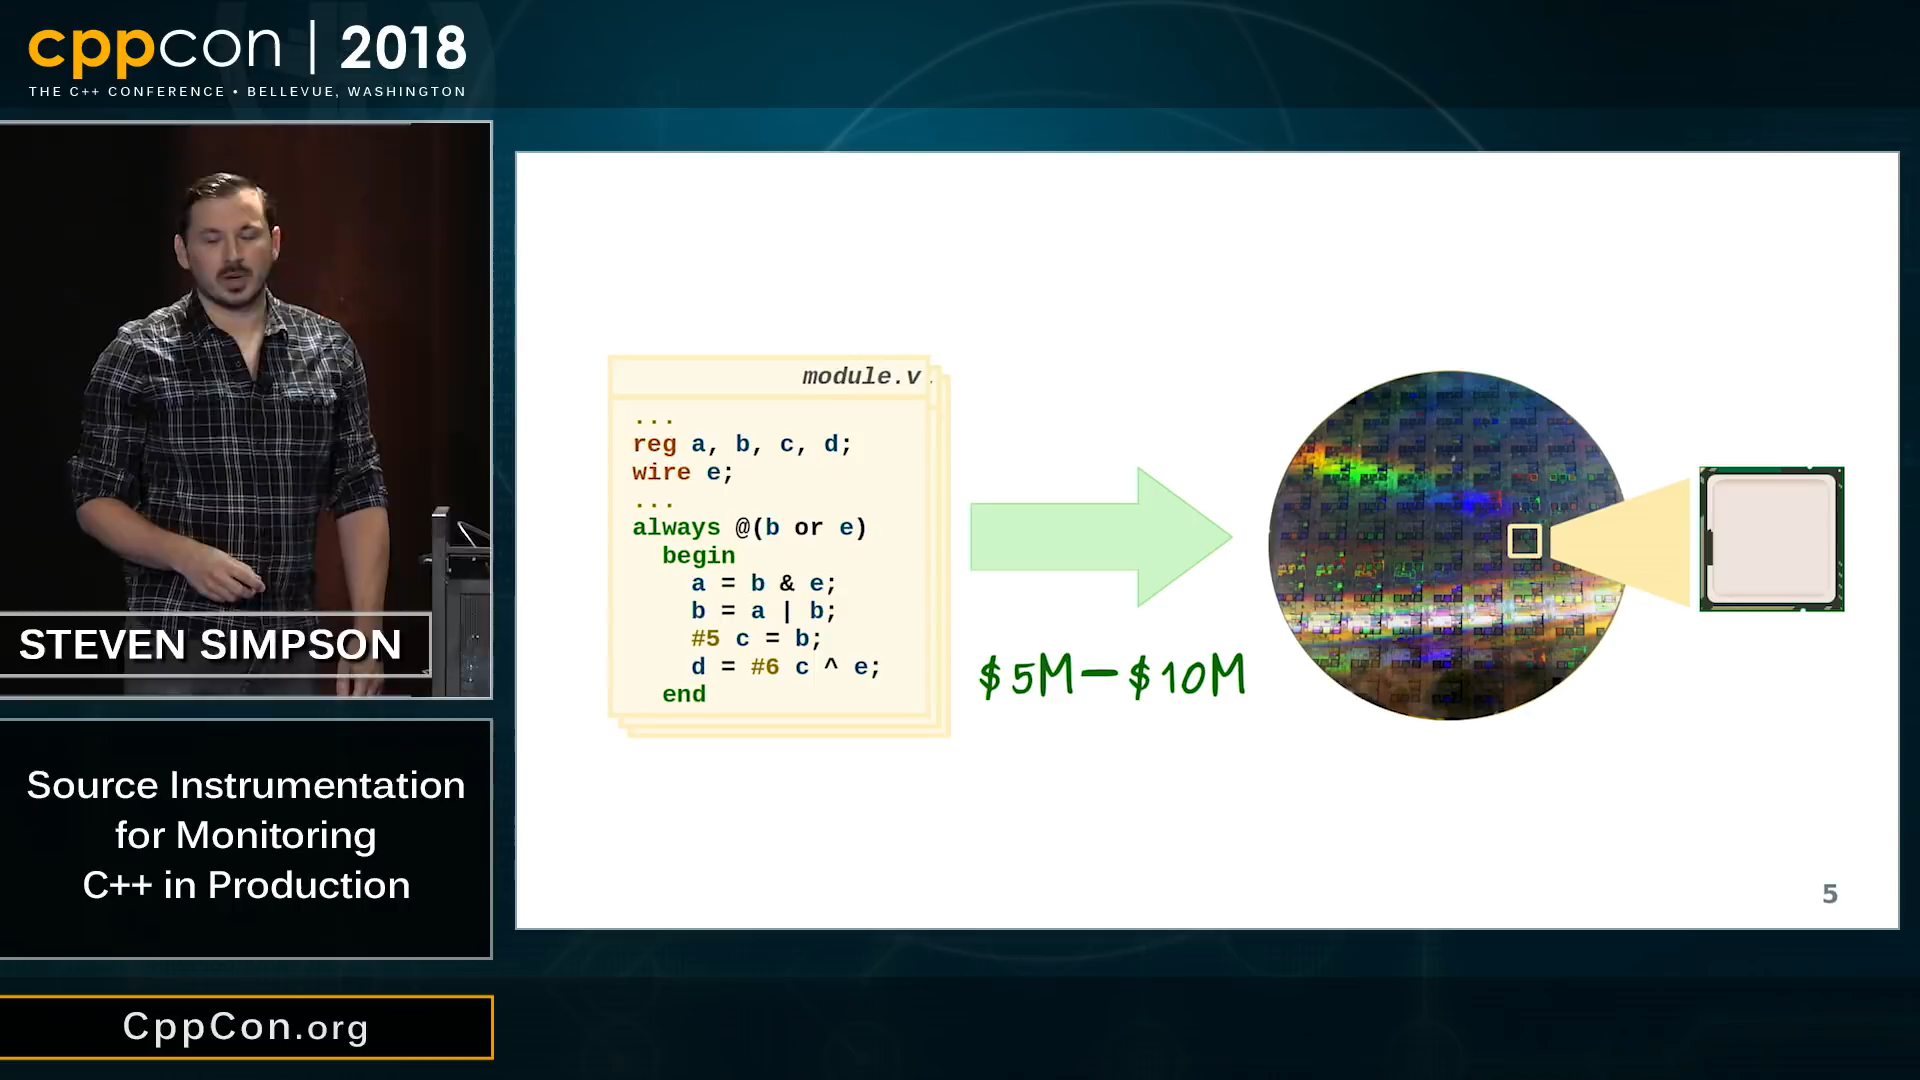 cppcon | 2018
THE C++ CONFERENCE • BELLEVUE, WASHINGTON
STEVEN SIMPSON
Source Instrumentation
for Monitoring
C++ in Production
CppCon.org
module.v
...
reg a, b, c, d;
wire e;
...
always @(b or e)
begin
a = b & e;
b = a | b;
#5 c = b;
d = #6 c ^ e;
end
$5M–$10M
5